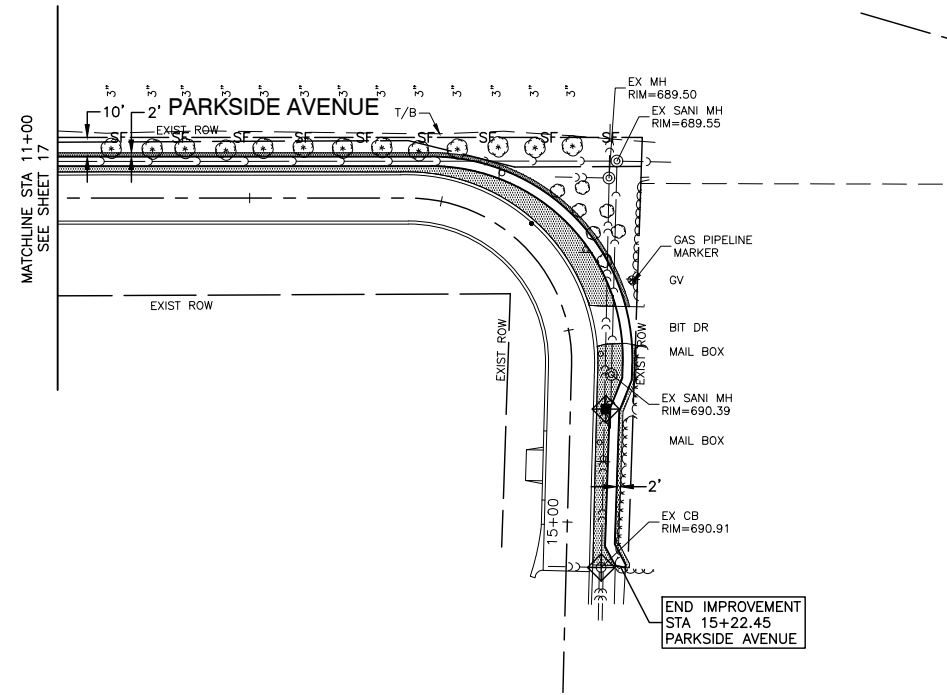 3" 3" 3" 3" 3" 3" 3" 3" 3" 3" 3" 3"
10' 2' PARKSIDE AVENUE
T/B
EXIST ROW
SF SF SF SF SF SF SF SF SF
MATCHLINE STA 11+00
SEE SHEET 17
EX MH
RIM=689.50
EX SANI MH
RIM=689.55
GAS PIPELINE
MARKER
GV
EXIST ROW
BIT DR
MAIL BOX
EXIST ROW
EXIST ROW
EX SANI MH
RIM=690.39
MAIL BOX
2'
15+00
EX CB
RIM=690.91
END IMPROVEMENT
STA 15+22.45
PARKSIDE AVENUE